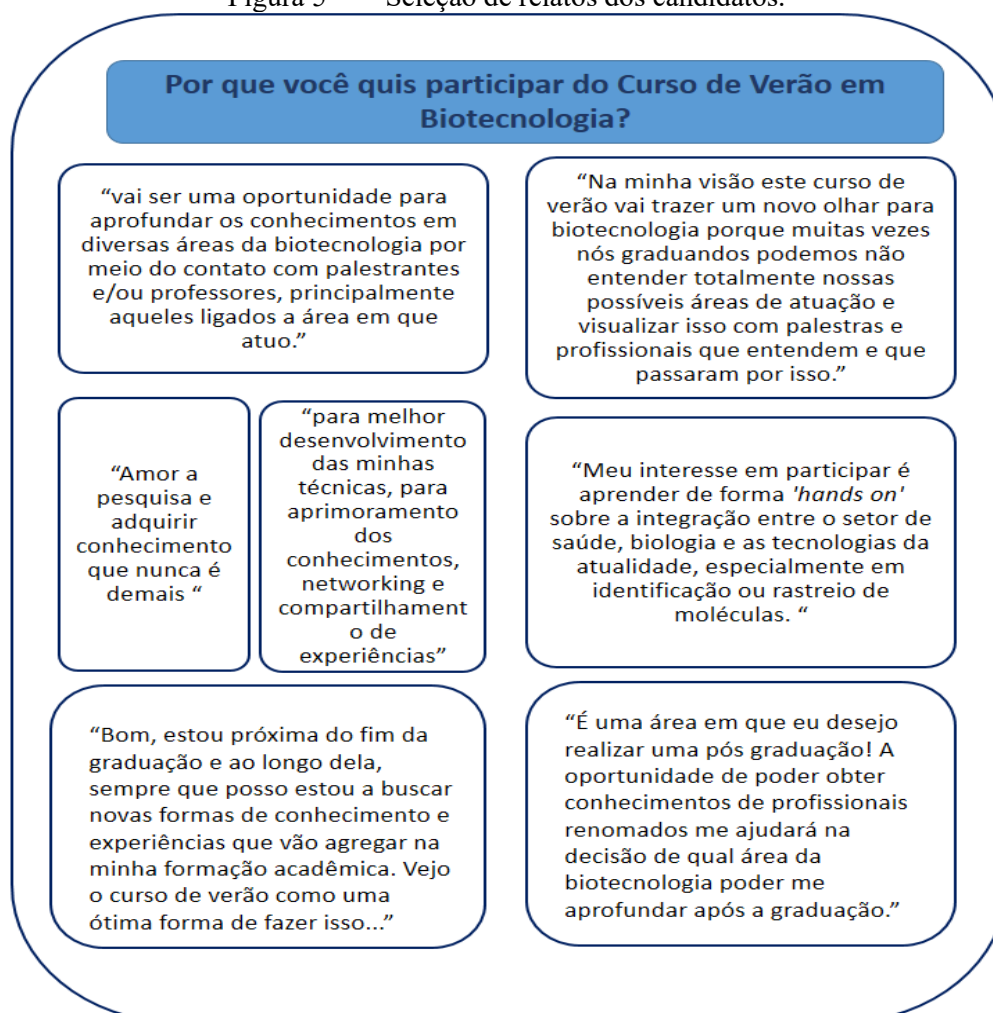 Figura 5 Seleção de relatos dos candidatos.
Por que você quis participar do Curso de Verão em
Biotecnologia?
“vai ser uma oportunidade para
aprofundar os conhecimentos em
diversas áreas da biotecnologia por
meio do contato com palestrantes
e/ou professores, principalmente
aqueles ligados a área em que
atuo.”
“Na minha visão este curso de
verão vai trazer um novo olhar para
biotecnologia porque muitas vezes
nós graduandos podemos não
entender totalmente nossas
possíveis áreas de atuação e
visualizar isso com palestras e
profissionais que entendem e que
passaram por isso.”
“Amor a
pesquisa e
adquirir
conhecimento
que nunca é
demais “
“para melhor
desenvolvimento
das minhas
técnicas, para
aprimoramento
dos
conhecimentos,
networking e
compartilhament
o de
experiências”
“Meu interesse em participar é
aprender de forma 'hands on'
sobre a integração entre o setor de
saúde, biologia e as tecnologias da
atualidade, especialmente em
identificação ou rastreio de
moléculas. “
“Bom, estou próxima do fim da
graduação e ao longo dela,
sempre que posso estou a buscar
novas formas de conhecimento e
experiências que vão agregar na
minha formação acadêmica. Vejo
o curso de verão como uma
ótima forma de fazer isso...”
“É uma área em que eu desejo
realizar uma pós graduação! A
oportunidade de poder obter
conhecimentos de profissionais
renomados me ajudará na
decisão de qual área da
biotecnologia poder me
aprofundar após a graduação.”